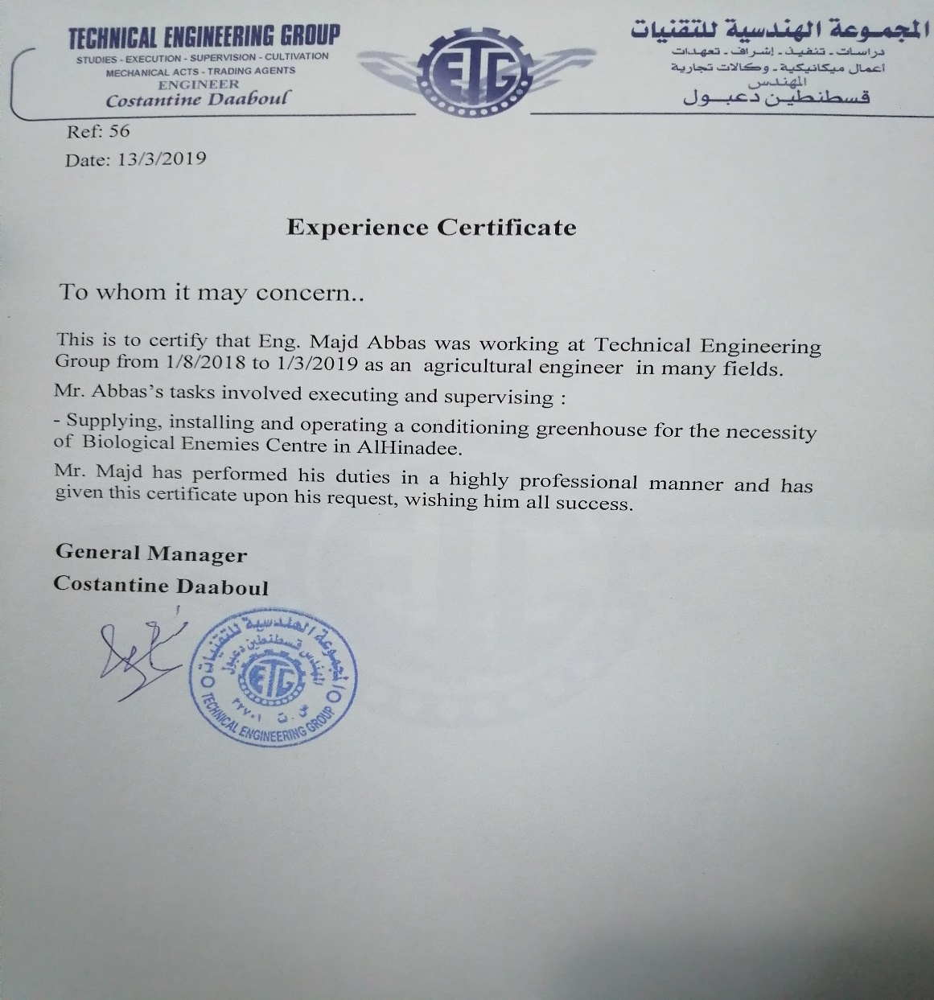 TECHNICAL ENGINEERING GROUP
STUDIES - EXECUTION - SUPERVISION - CULTIVATION
MECHANICAL ACTS - TRADING AGENTS
ENGINEER
Costantine Daaboul
ETG
المجموعة الهندسية للتقنيات
دراسات - تنفيذ - إشراف - تعهدات
اعمال ميكانيكية - وكالات تجارية
المهندس
قسطنطين دعبول
Ref: 56
Date: 13/3/2019
Experience Certificate
To whom it may concern..
This is to certify that Eng. Majd Abbas was working at Technical Engineering
Group from 1/8/2018 to 1/3/2019 as an agricultural engineer in many fields.
Mr. Abbas's tasks involved executing and supervising :
- Supplying, installing and operating a conditioning greenhouse for the necessity
of Biological Enemies Centre in AlHinadee.
Mr. Majd has performed his duties in a highly professional manner and has
given this certificate upon his request, wishing him all success.
General Manager
Costantine Daaboul
المجموعة الهندسية للتقنيات
المهندس قسطنطين دعبول
ETG
س . ت
TECHNICAL ENGINEERING GROUP